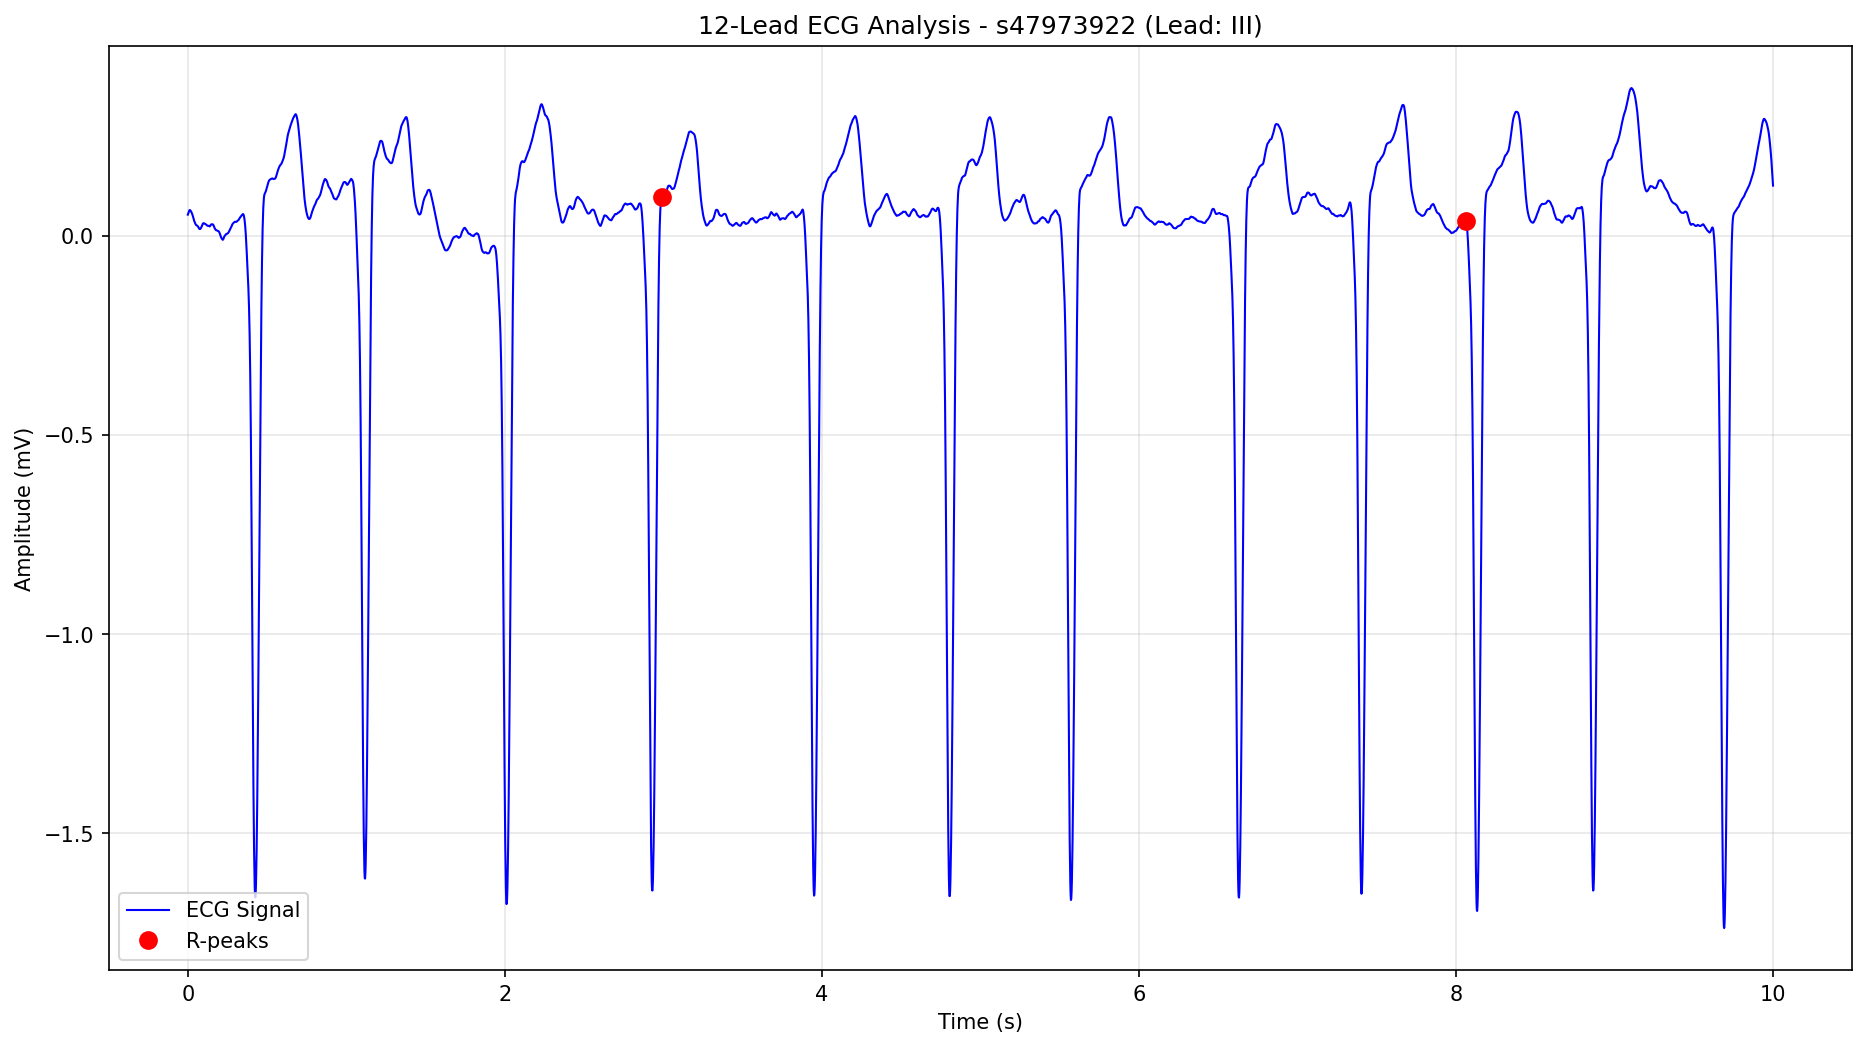 12-Lead ECG Analysis - s47973922 (Lead: III)
Amplitude (mV)
0.0
−0.5
−1.0
−1.5
ECG Signal
R-peaks
0 2 4 6 8 10
Time (s)